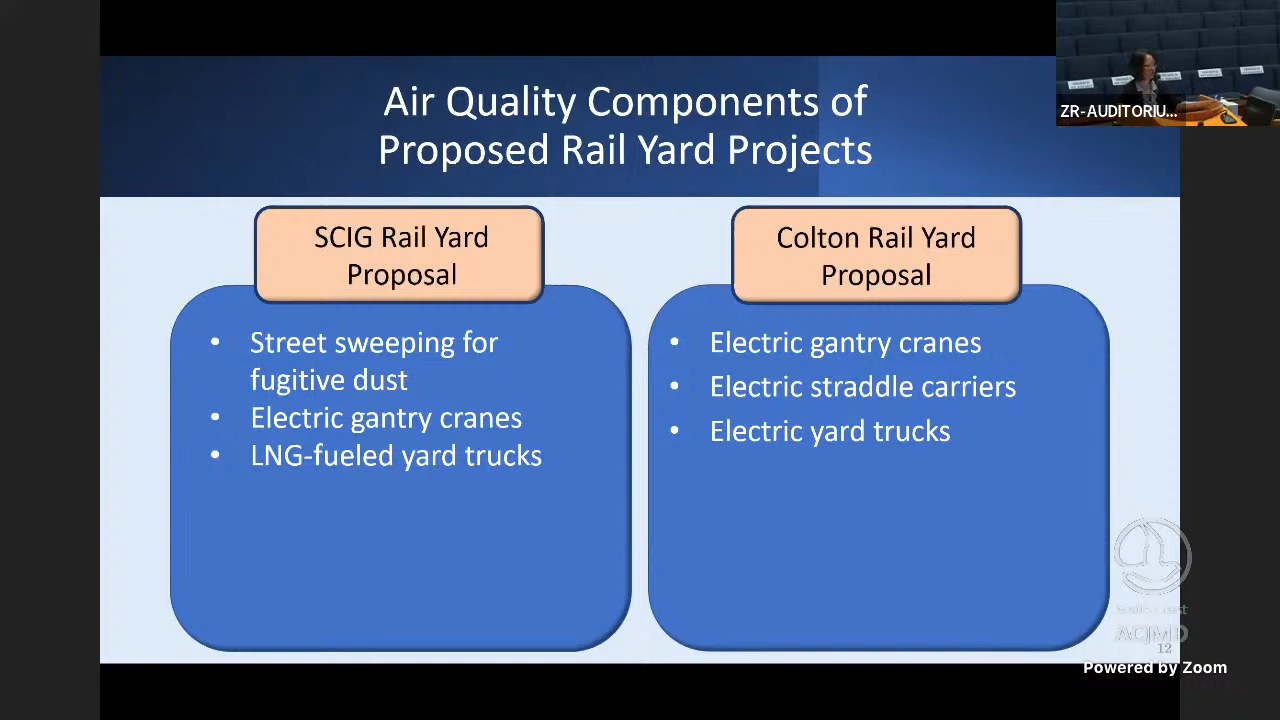 Air Quality Components of
Proposed Rail Yard Projects
ZR-AUDITORIU...
SCIG Rail Yard
Proposal
• Street sweeping for
fugitive dust
• Electric gantry cranes
• LNG-fueled yard trucks
Colton Rail Yard
Proposal
• Electric gantry cranes
• Electric straddle carriers
• Electric yard trucks
South Coast
AQMD
12
Powered by Zoom